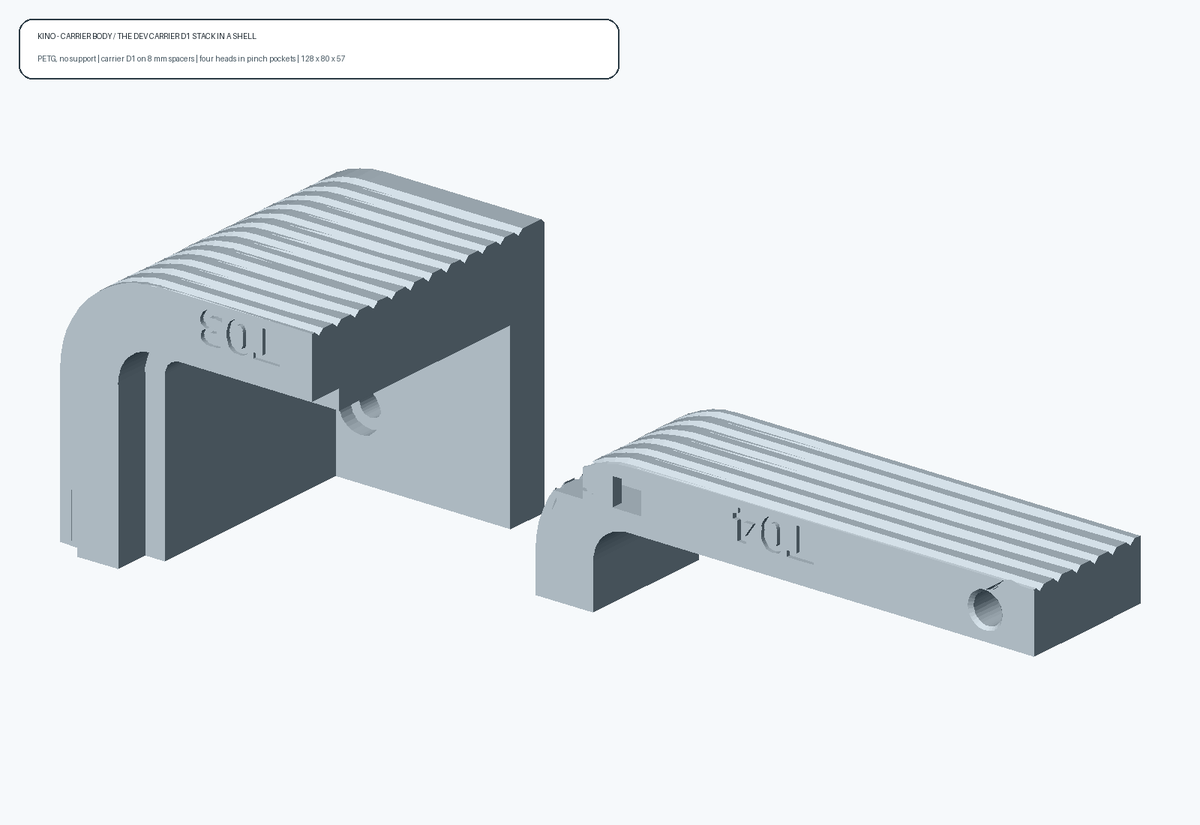 KINO - CARRIER BODY / THE DEV CARRIER D1 STACK IN A SHELL
PETG, no support | carrier D1 on 8 mm spacers | four heads in pinch pockets | 128 x 80 x 57
T03
T04